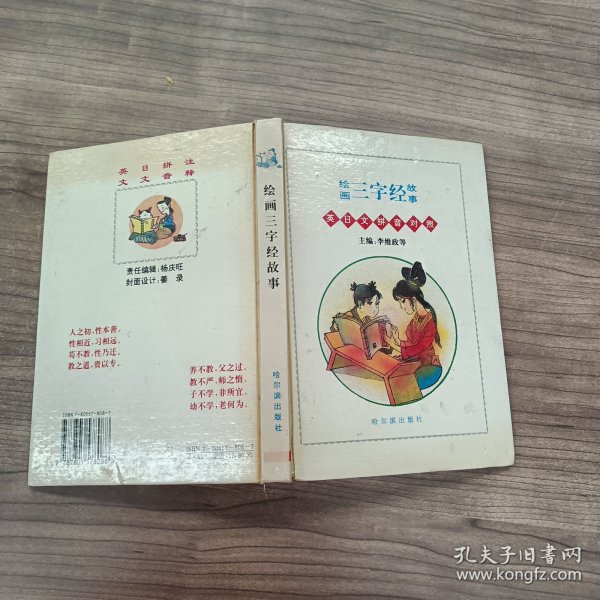 英 日 拼 注
文 文 音 释
责任编辑:杨庆旺
封面设计:姜 录
人之初,性本善。
性相近,习相远。
苟不教,性乃迁。
教之道,贵以专。
养不教,父之过。
教不严,师之惰。
子不学,非所宜。
幼不学,老何为。
ISBN 7-80557-808-7
绘画三字经故事
哈尔滨出版社
绘画三字经故事
英日文拼音对照
主编:李维政等
哈尔滨出版社
孔夫子旧书网
www.kongfz.com